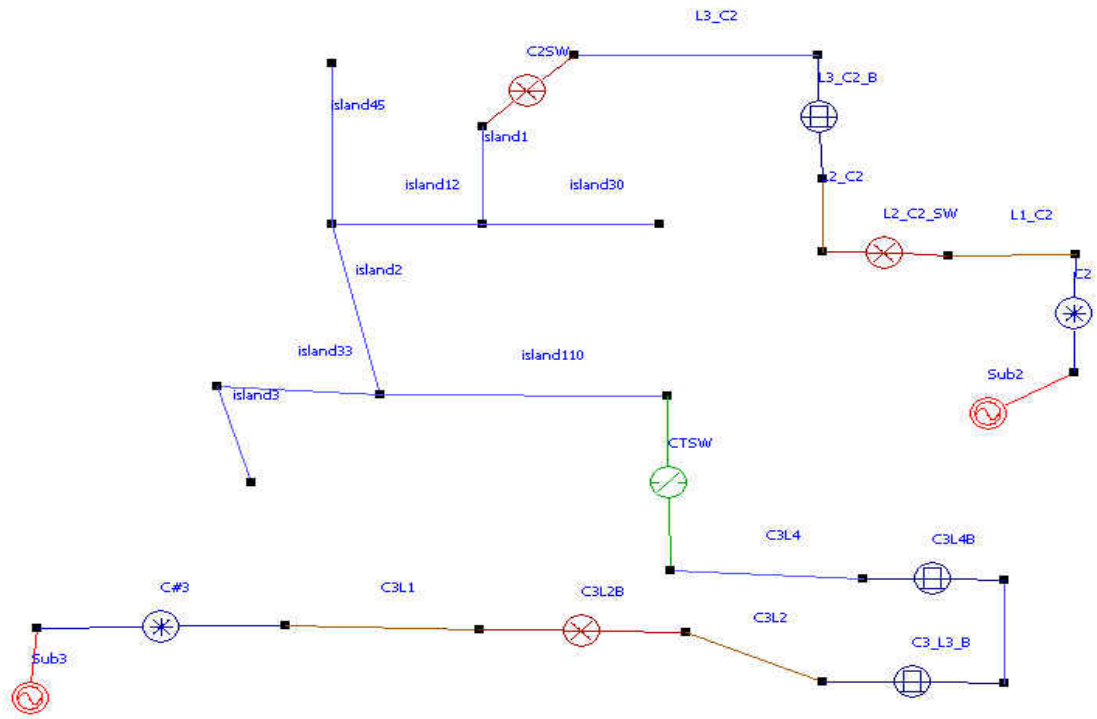 L3_C2
C2SW
L3_C2_B
island45
island1
island12
island30
L2_C2
L2_C2_SW
L1_C2
island2
C2
island33
island110
Sub2
island3
CTSW
C3L4
C3L4B
C#3
C3L1
C3L2B
C3L2
C3_L3_B
Sub3